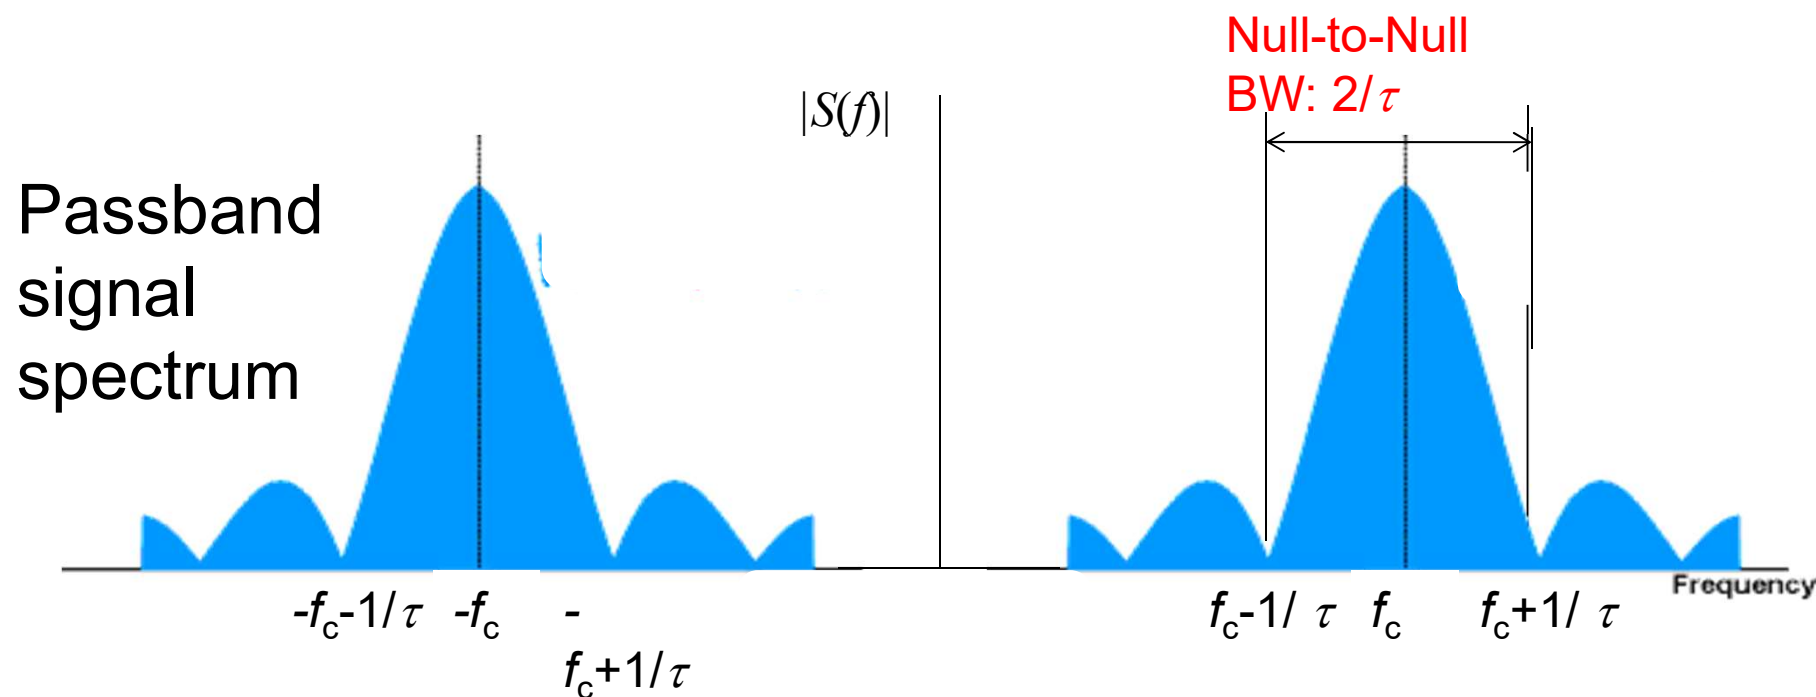 Null-to-Null
BW: 2/τ
|S(f)|
Passband
signal
spectrum
Frequency
-fc-1/τ -fc -
fc+1/τ
fc-1/ τ fc fc+1/ τ